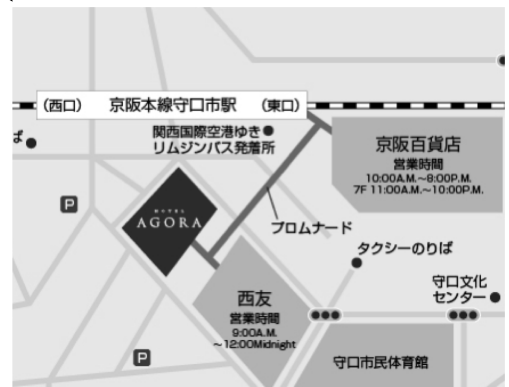 (西口)
京阪本線守口市駅
(東口)
ば
関西国際空港ゆき
リムジンバス発着所
京阪百貨店
営業時間
10:00A.M.~8:00P.M.
7F 11:00A.M.~10:00P.M.
P
HOTEL
AGORA
プロムナード
タクシーのりば
西友
営業時間
9:00A.M.
~12:00Midnight
守口文化
センター
P
守口市民体育館